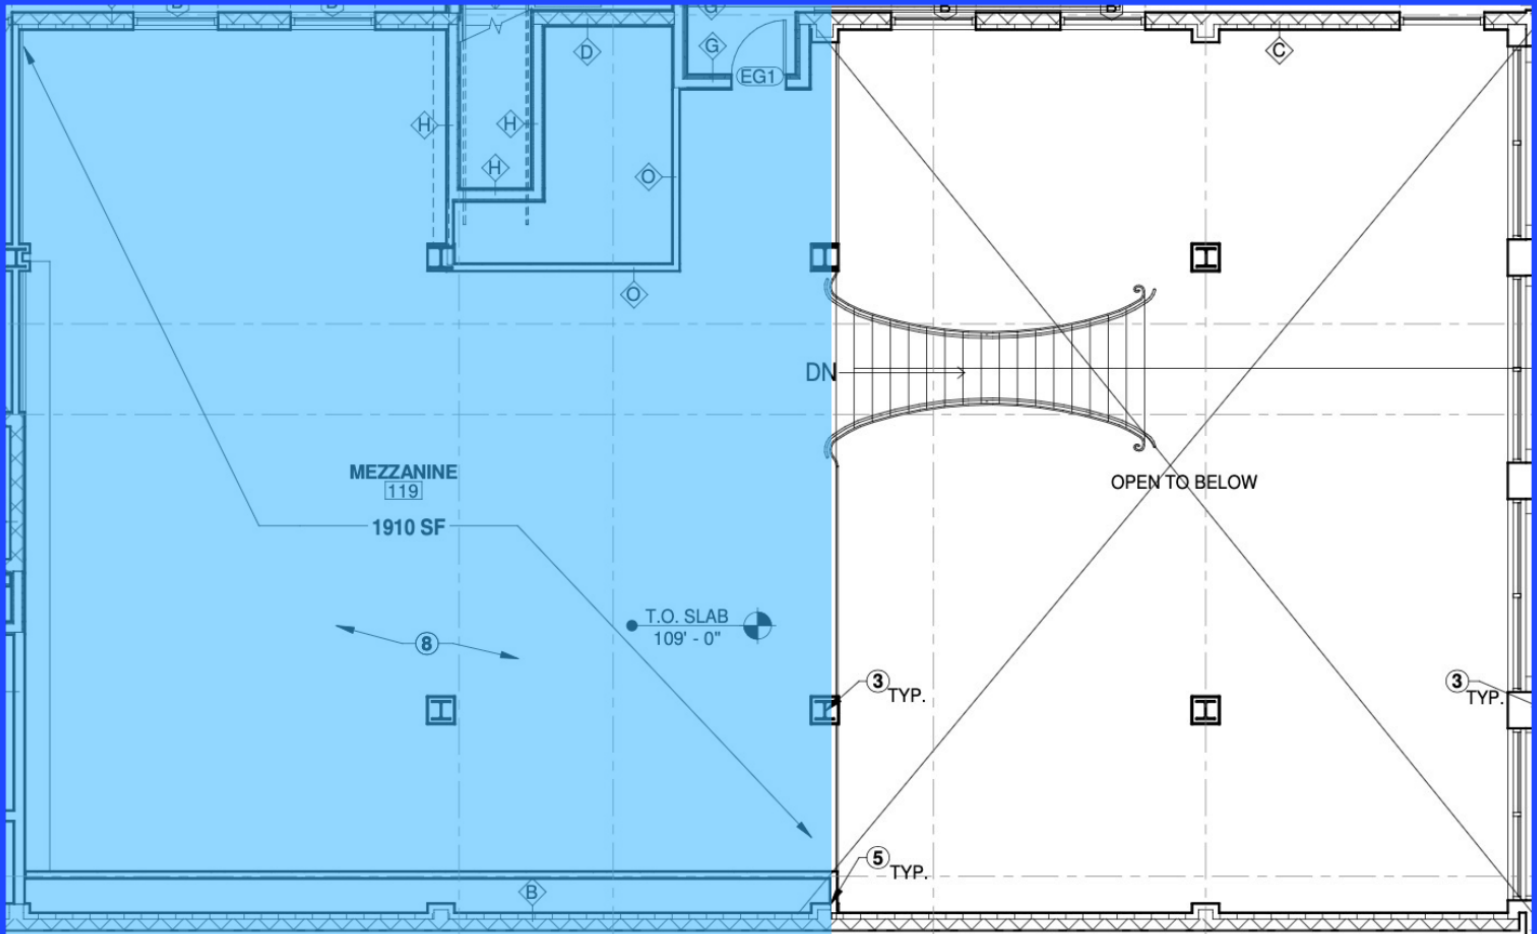 D
G
EG1
C
H
H
H
O
O
DN
MEZZANINE
119
1910 SF
OPEN TO BELOW
T.O. SLAB
109' - 0"
8
3
TYP.
3
TYP.
5
TYP.
B